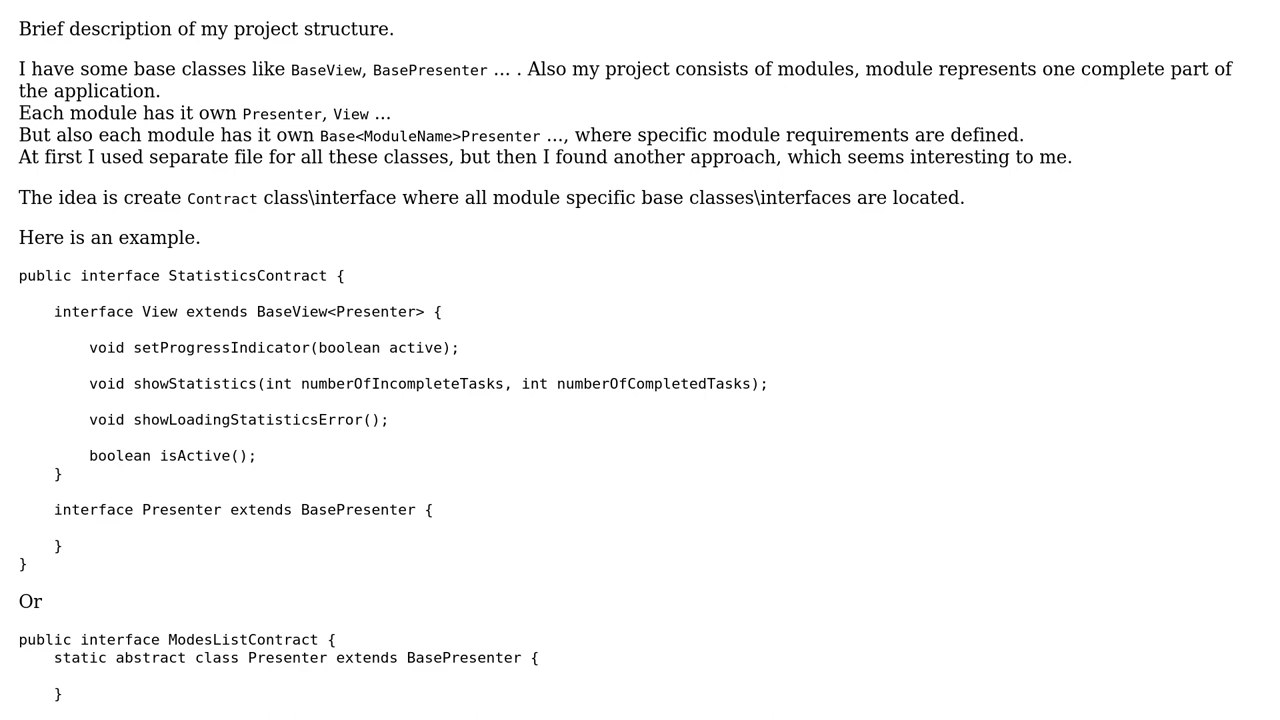 Brief description of my project structure.
I have some base classes like BaseView, BasePresenter ... . Also my project consists of modules, module represents one complete part of
the application.
Each module has it own Presenter, View ...
But also each module has it own Base<ModuleName>Presenter ..., where specific module requirements are defined.
At first I used separate file for all these classes, but then I found another approach, which seems interesting to me.
The idea is create Contract class\interface where all module specific base classes\interfaces are located.
Here is an example.
public interface StatisticsContract {
    interface View extends BaseView<Presenter> {
        void setProgressIndicator(boolean active);
        void showStatistics(int numberOfIncompleteTasks, int numberOfCompletedTasks);
        void showLoadingStatisticsError();
        boolean isActive();
    }
    interface Presenter extends BasePresenter {
    }
}
Or
public interface ModesListContract {
    static abstract class Presenter extends BasePresenter {
    }